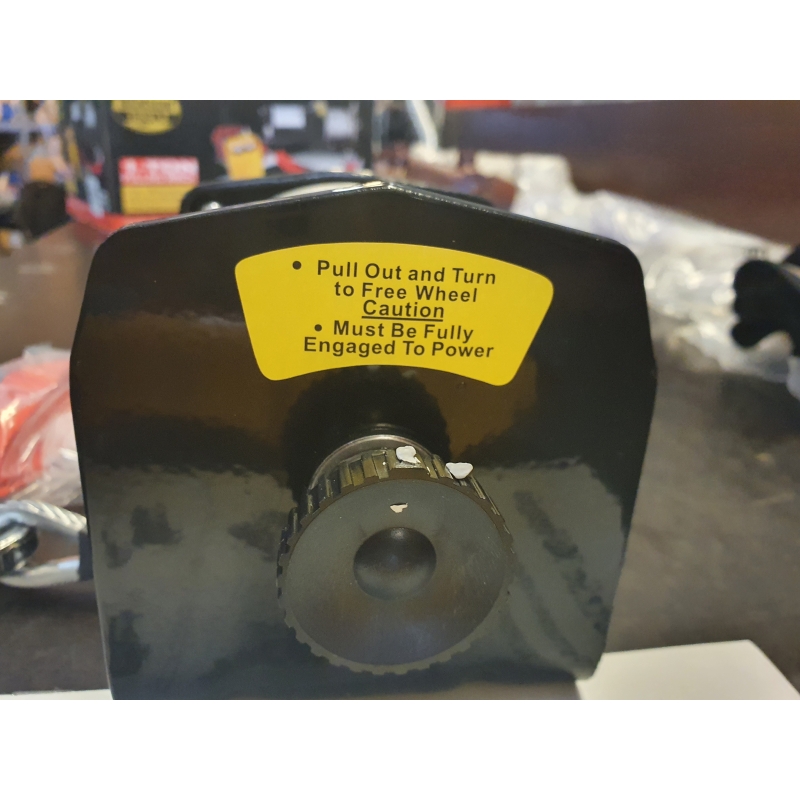 • Pull Out and Turn
to Free Wheel
Caution
• Must Be Fully
Engaged To Power